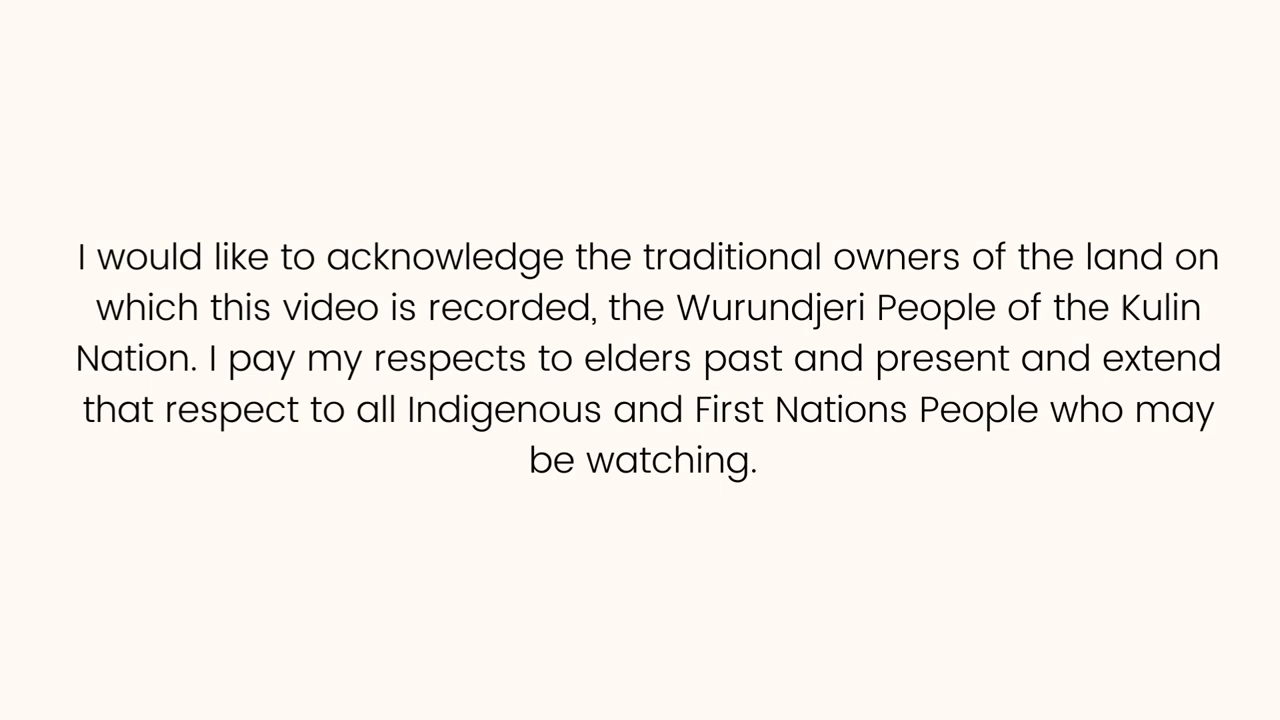 I would like to acknowledge the traditional owners of the land on
which this video is recorded, the Wurundjeri People of the Kulin
Nation. I pay my respects to elders past and present and extend
that respect to all Indigenous and First Nations People who may
be watching.